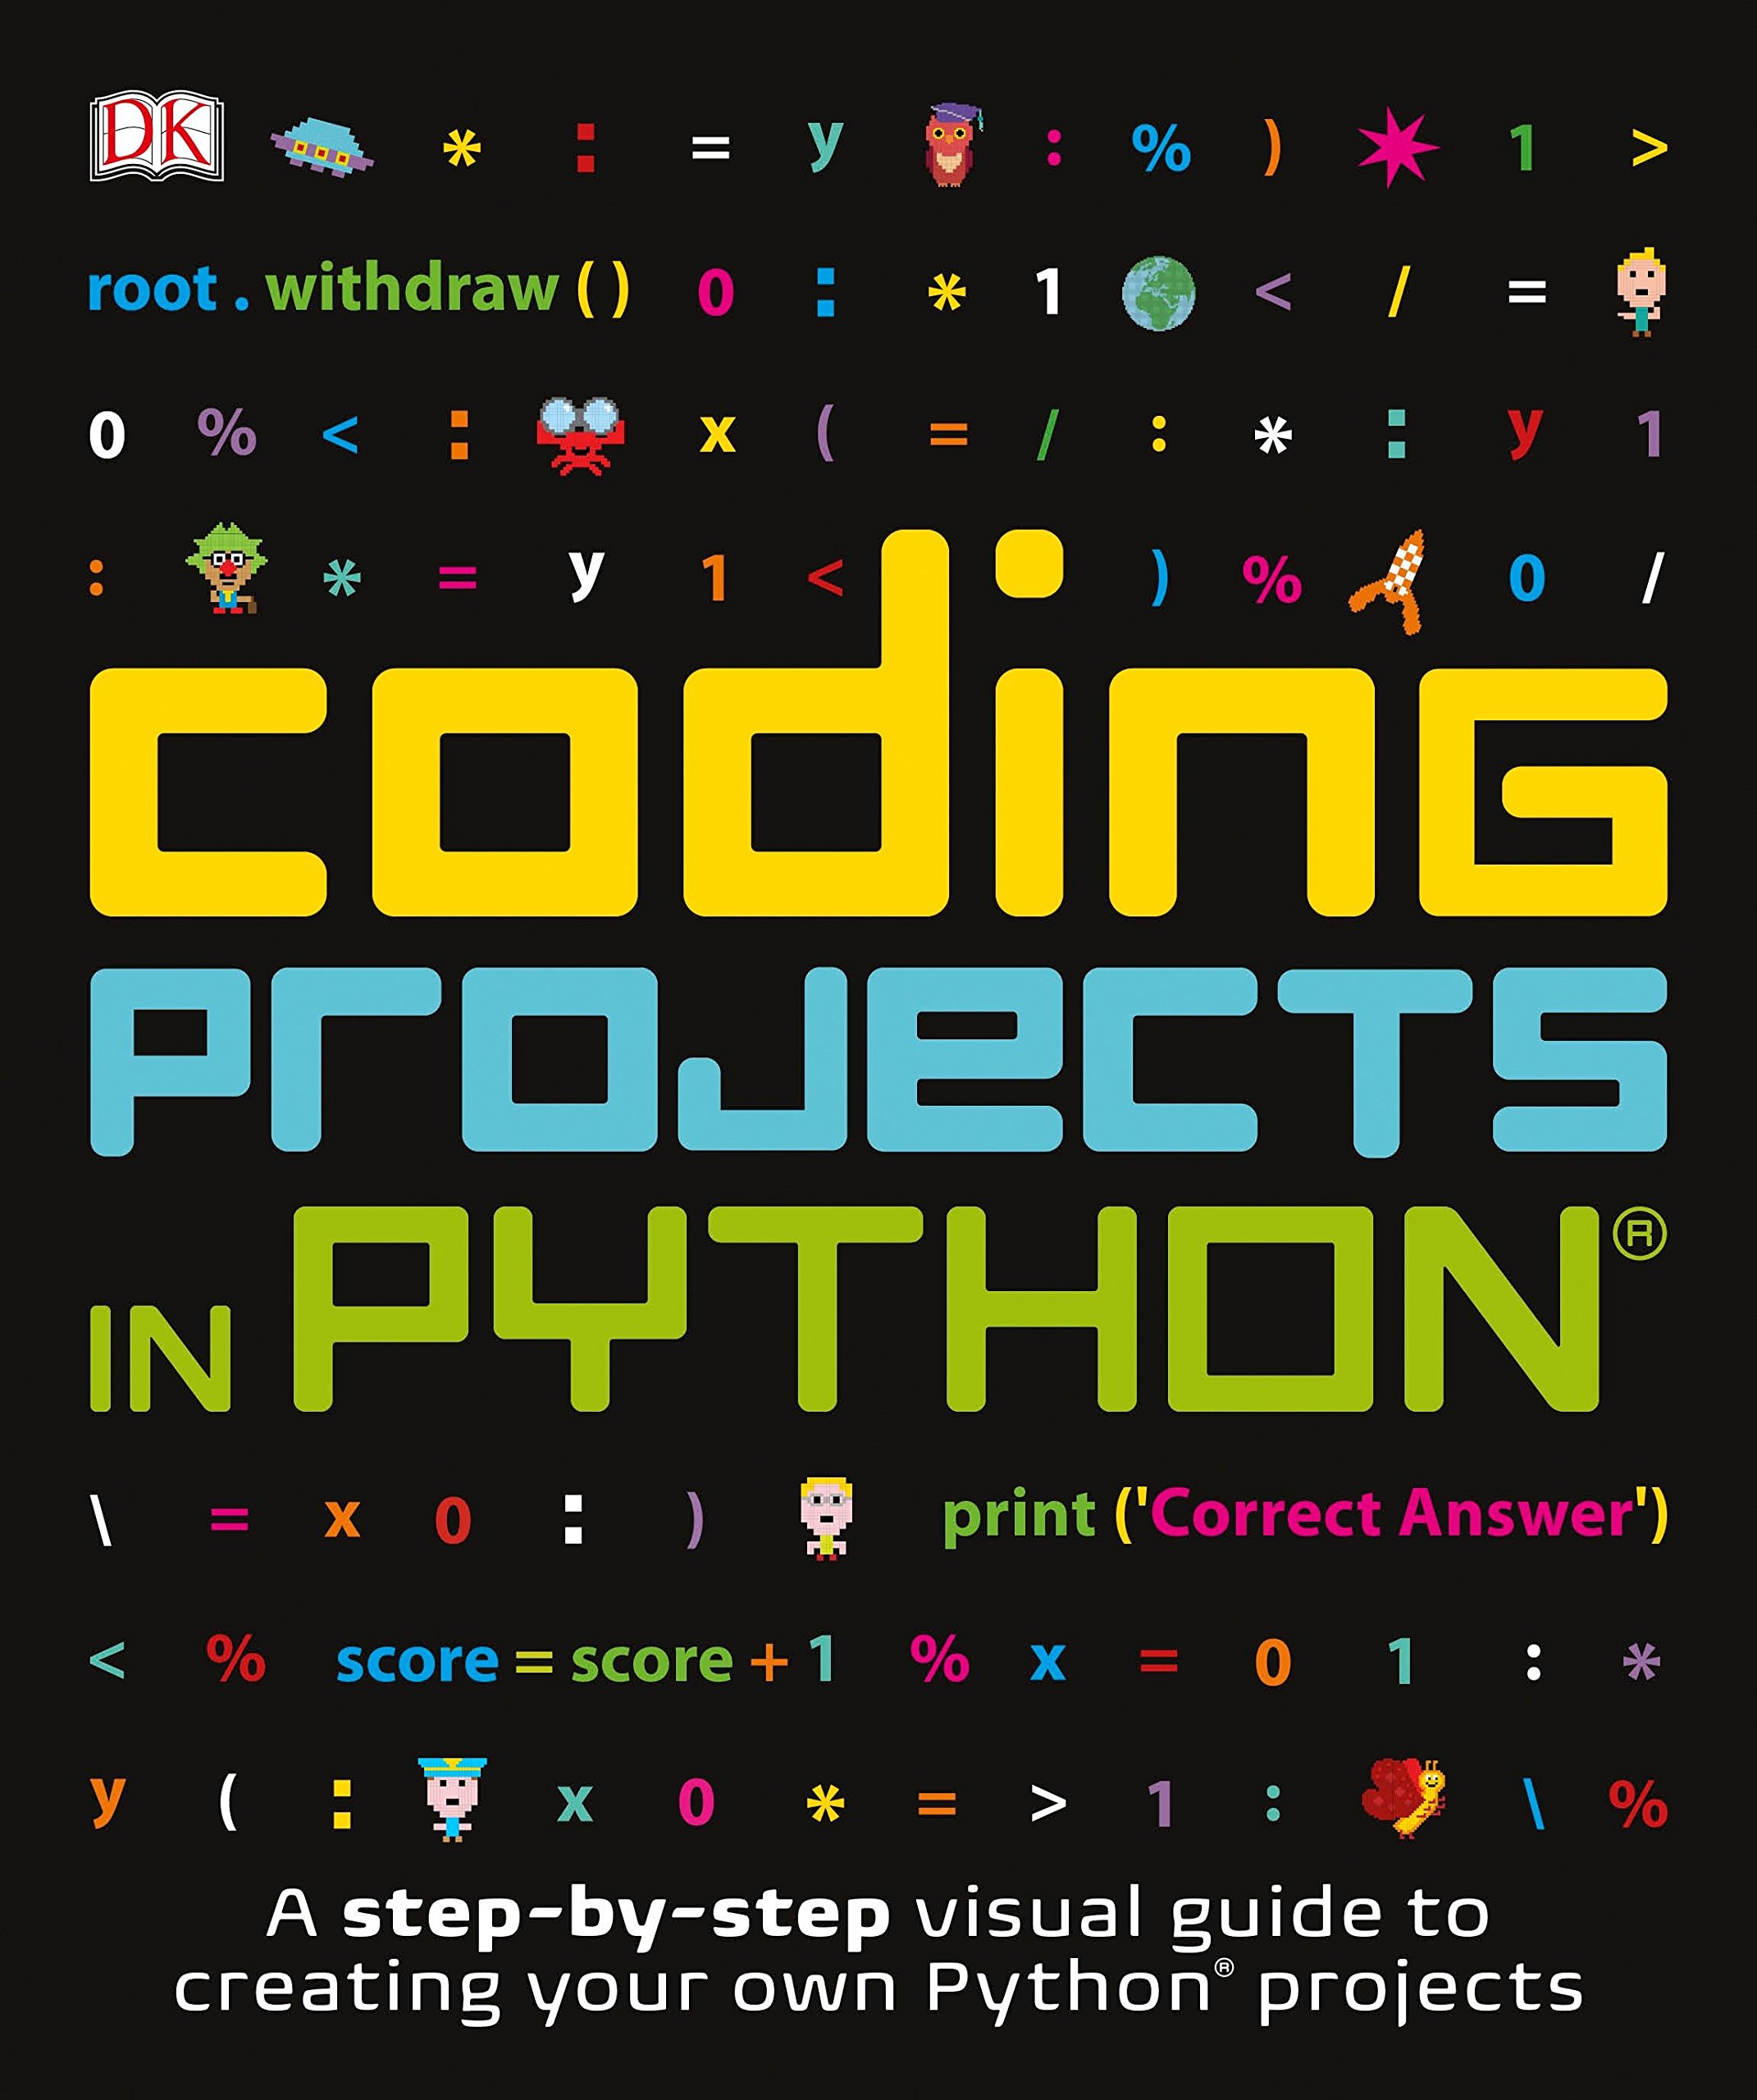 DK * : = y : % ) 1 >
root . withdraw ( ) 0 : * 1 < / =
0 % < : x ( = / : * : y 1
: * = y 1 < ) % 0 /
coding
projects
in PYTHON®
\ = x 0 : ) print ('Correct Answer')
< % score = score + 1 % x = 0 1 : *
y ( : x 0 * = > 1 : \ %
A step-by-step visual guide to
creating your own Python® projects